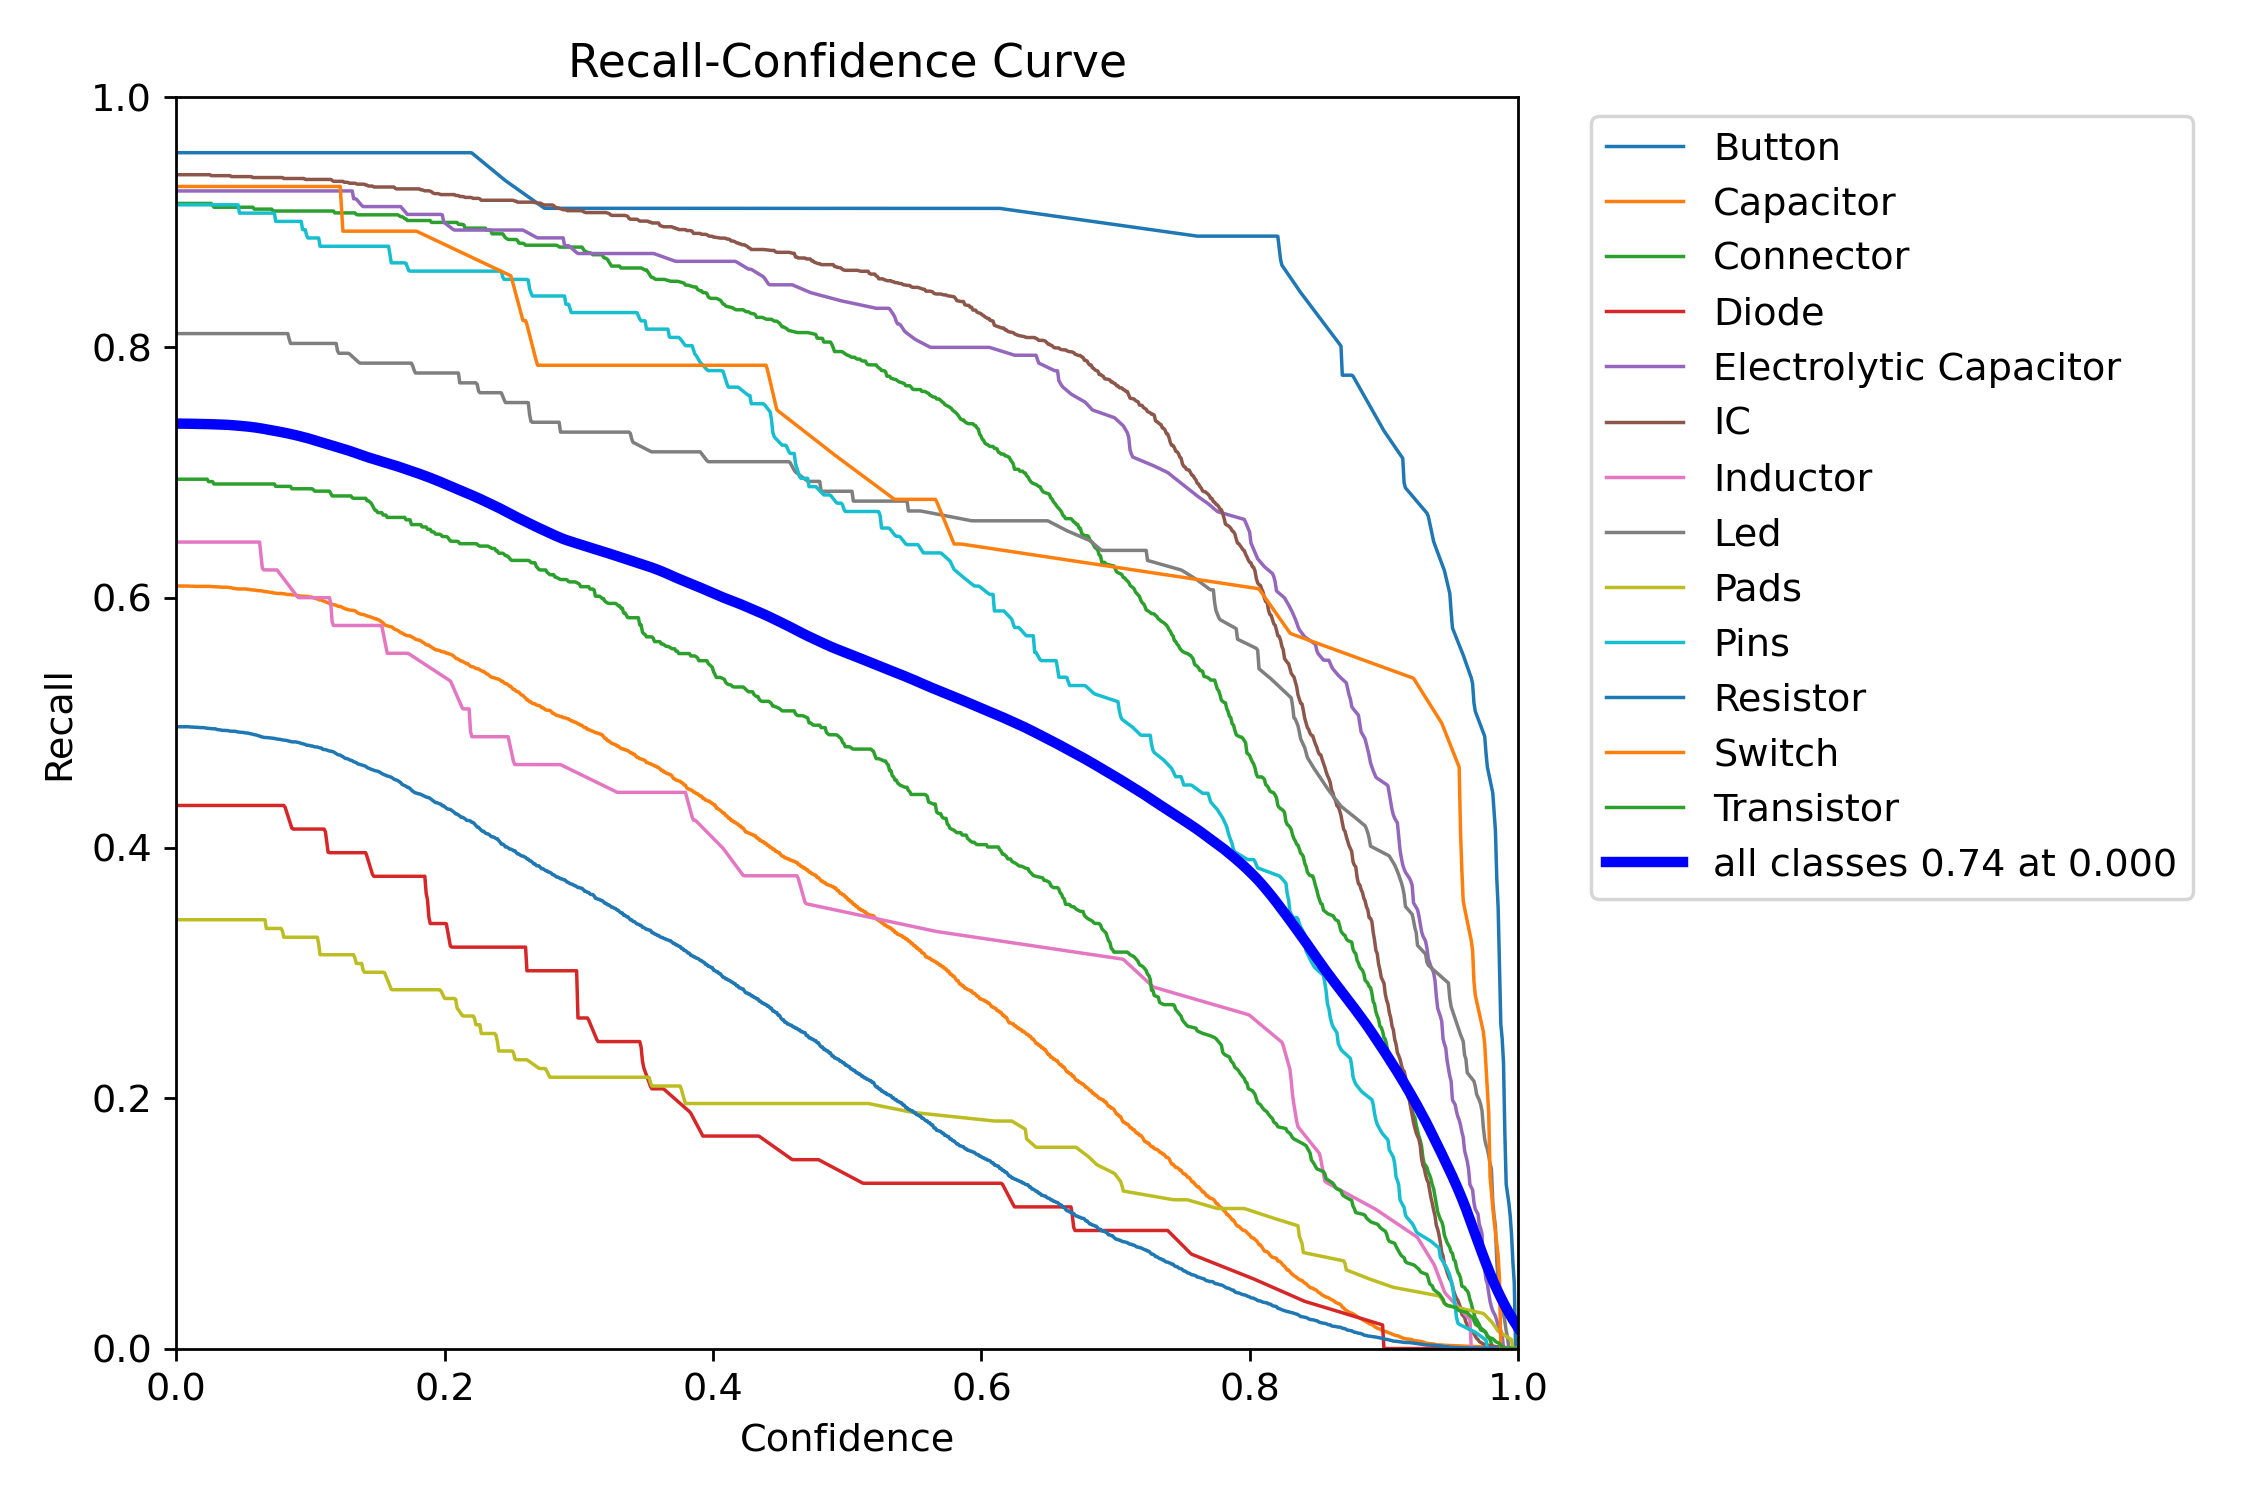 Recall-Confidence Curve
1.0
0.8
0.6
0.4
0.2
0.0
Recall
0.0 0.2 0.4 0.6 0.8 1.0
Confidence
Button
Capacitor
Connector
Diode
Electrolytic Capacitor
IC
Inductor
Led
Pads
Pins
Resistor
Switch
Transistor
all classes 0.74 at 0.000